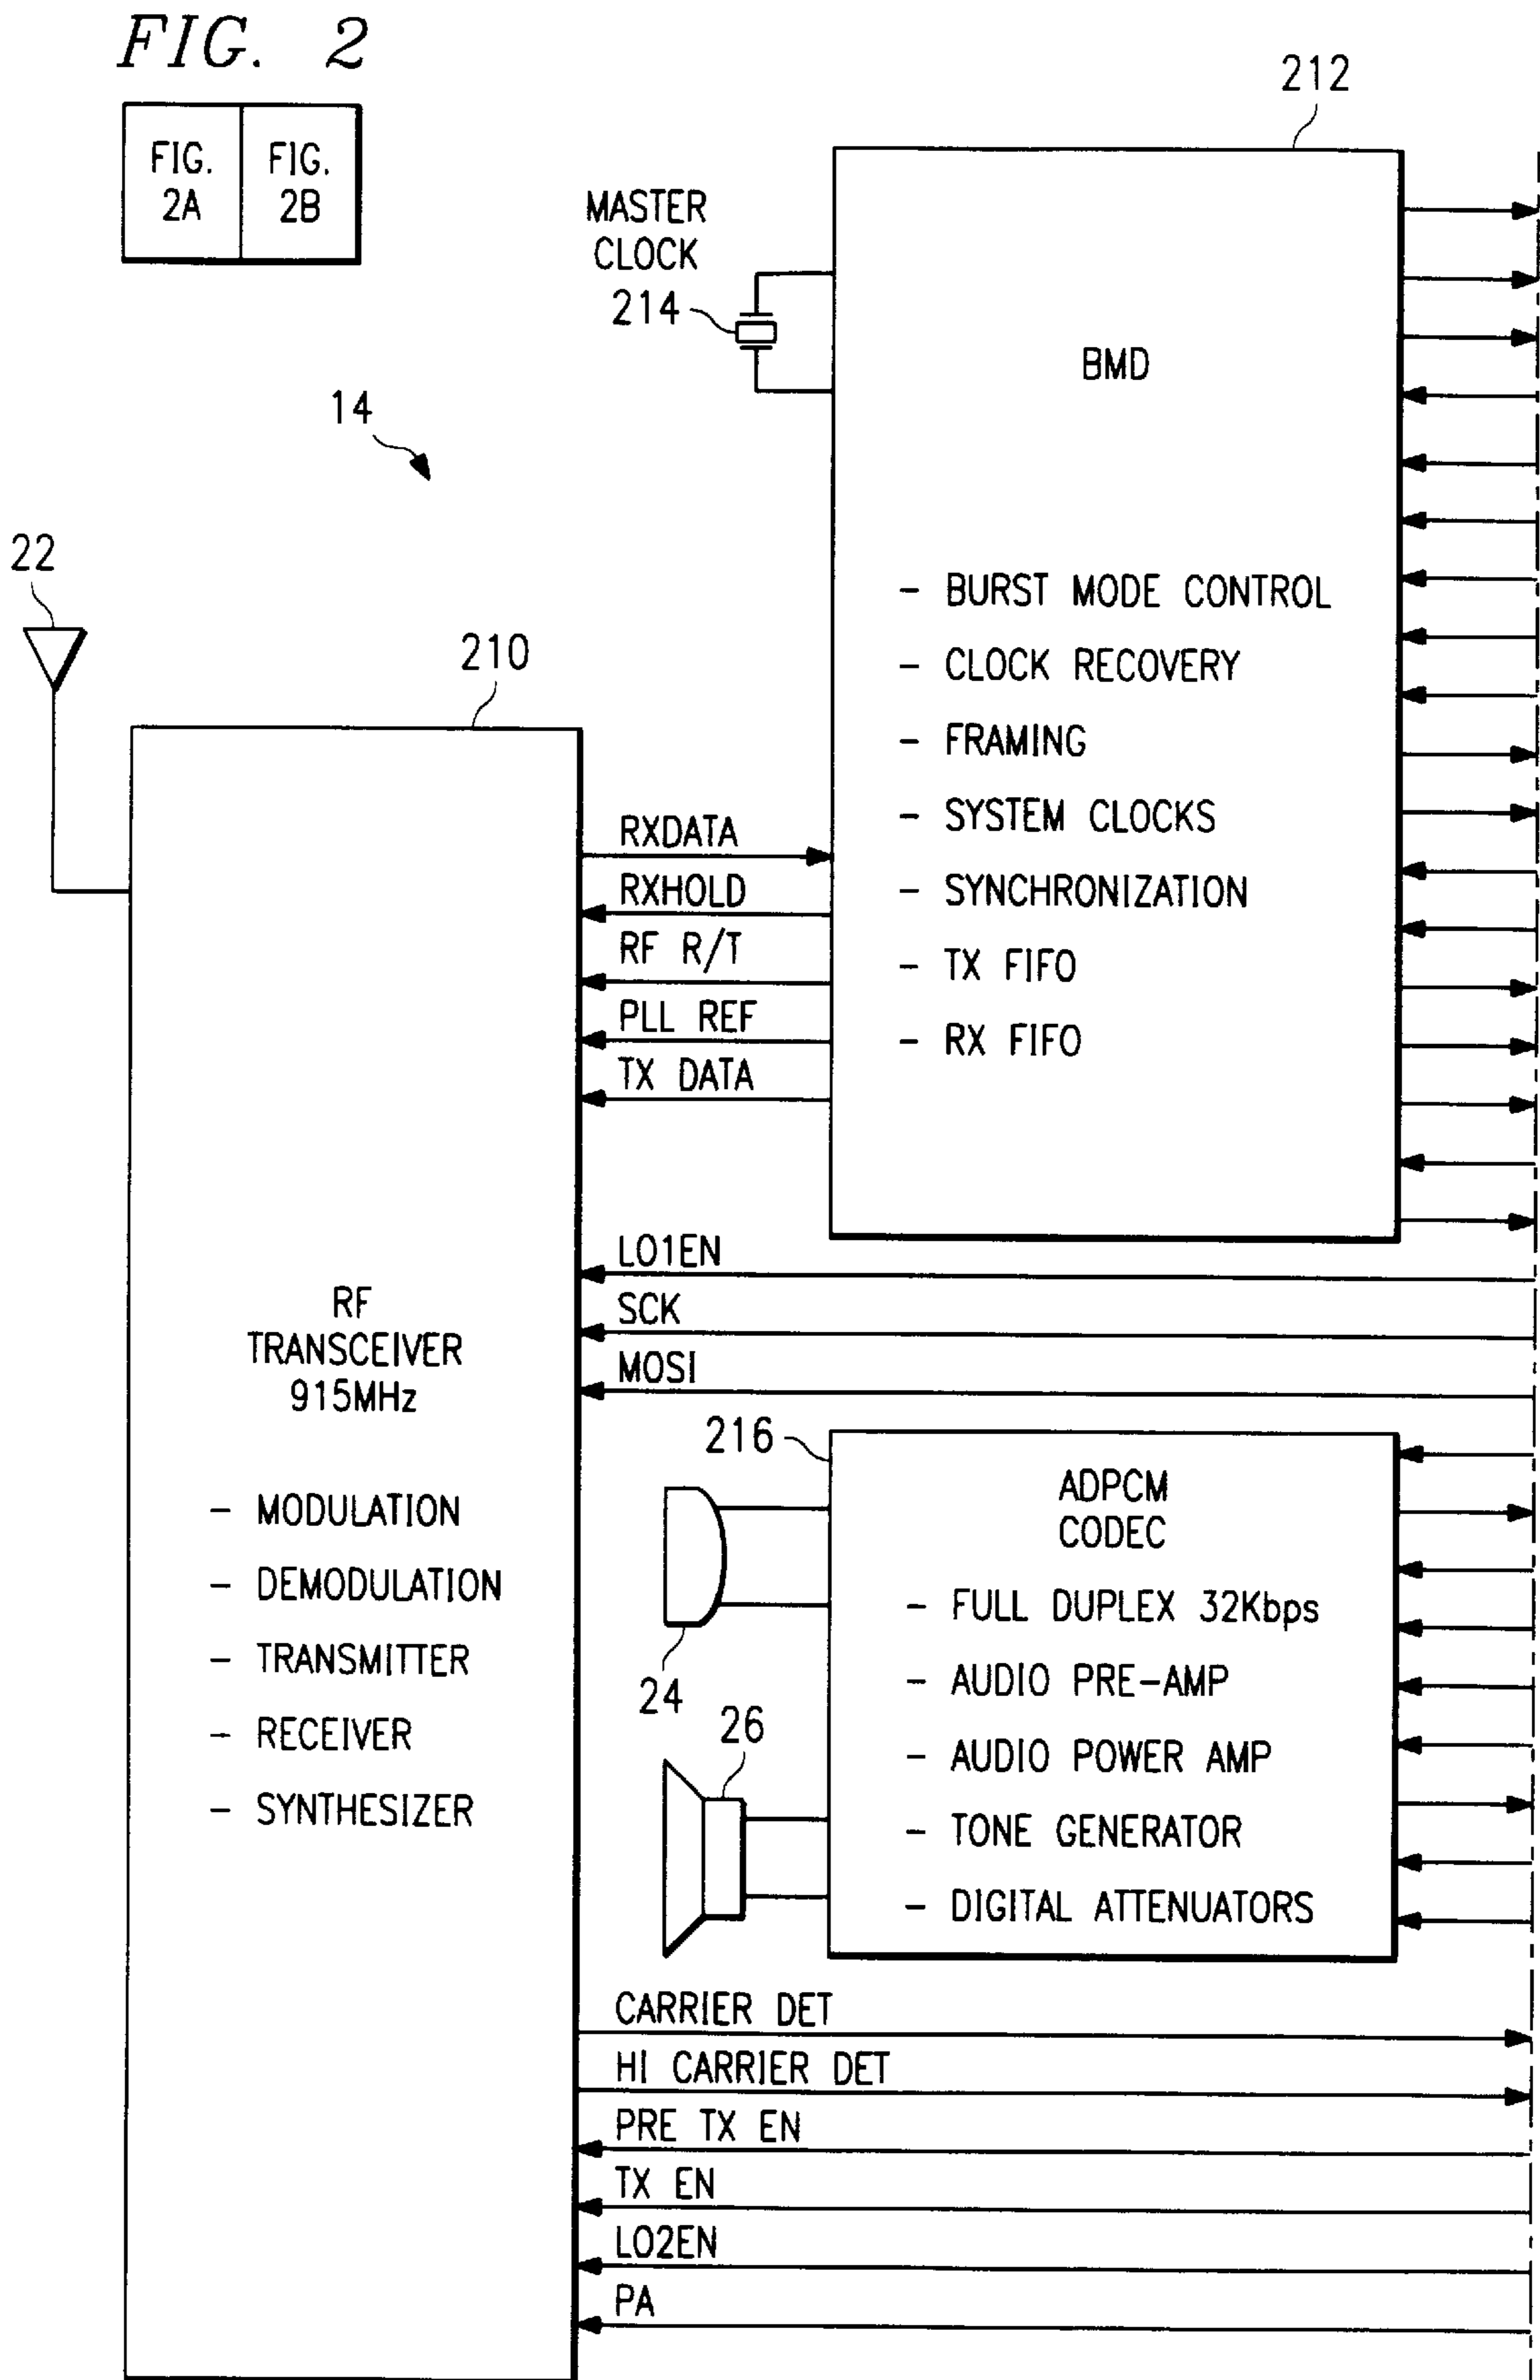 FIG. 2
FIG.
2A
FIG.
2B
212
MASTER
CLOCK
214
BMD
14
- BURST MODE CONTROL
- CLOCK RECOVERY
- FRAMING
- SYSTEM CLOCKS
- SYNCHRONIZATION
- TX FIFO
- RX FIFO
22
210
RXDATA
RXHOLD
RF R/T
PLL REF
TX DATA
LO1EN
SCK
MOSI
RF
TRANSCEIVER
915MHz
- MODULATION
- DEMODULATION
- TRANSMITTER
- RECEIVER
- SYNTHESIZER
216
ADPCM
CODEC
- FULL DUPLEX 32Kbps
- AUDIO PRE-AMP
- AUDIO POWER AMP
- TONE GENERATOR
- DIGITAL ATTENUATORS
24
26
CARRIER DET
HI CARRIER DET
PRE TX EN
TX EN
LO2EN
PA